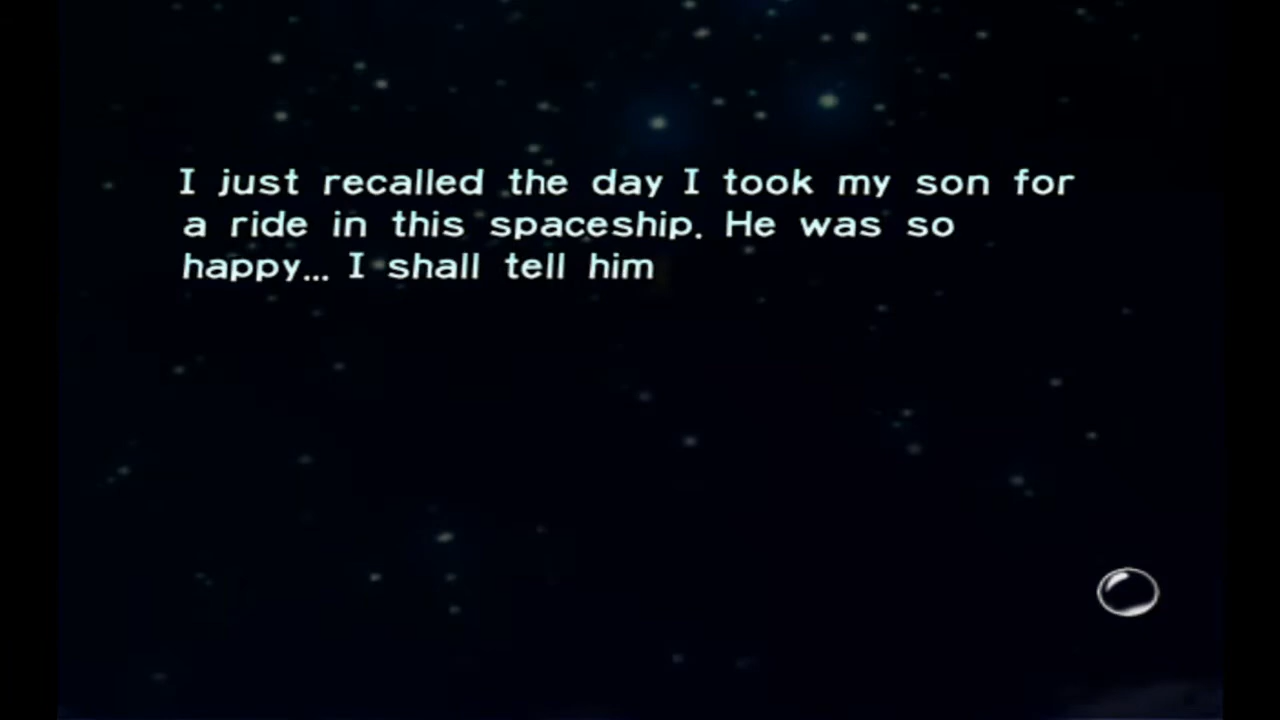 I just recalled the day I took my son for
a ride in this spaceship. He was so
happy... I shall tell him